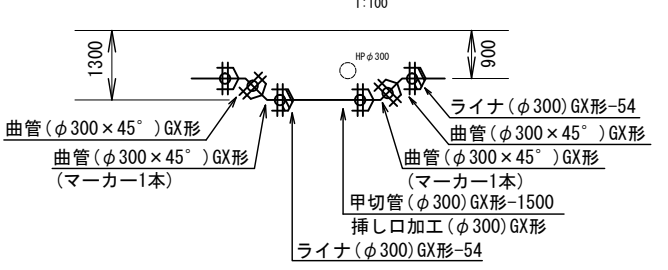 1:100
1300
HPφ300
900
ライナ(φ300)GX形-54
曲管(φ300×45°)GX形
曲管(φ300×45°)GX形
曲管(φ300×45°)GX形
(マーカー1本)
曲管(φ300×45°)GX形
(マーカー1本)
甲切管(φ300)GX形-1500
挿し口加工(φ300)GX形
ライナ(φ300)GX形-54